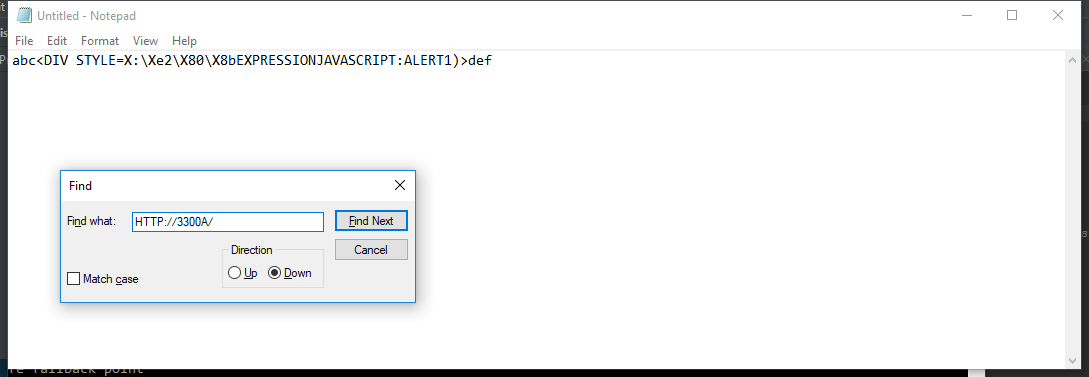 Untitled - Notepad
File Edit Format View Help
abc<DIV STYLE=X:\Xe2\X80\X8bEXPRESSIONJAVASCRIPT:ALERT1)>def
Find
Find what: HTTP://3300A/ Find Next
Direction Cancel
Up Down
Match case
re fallback point